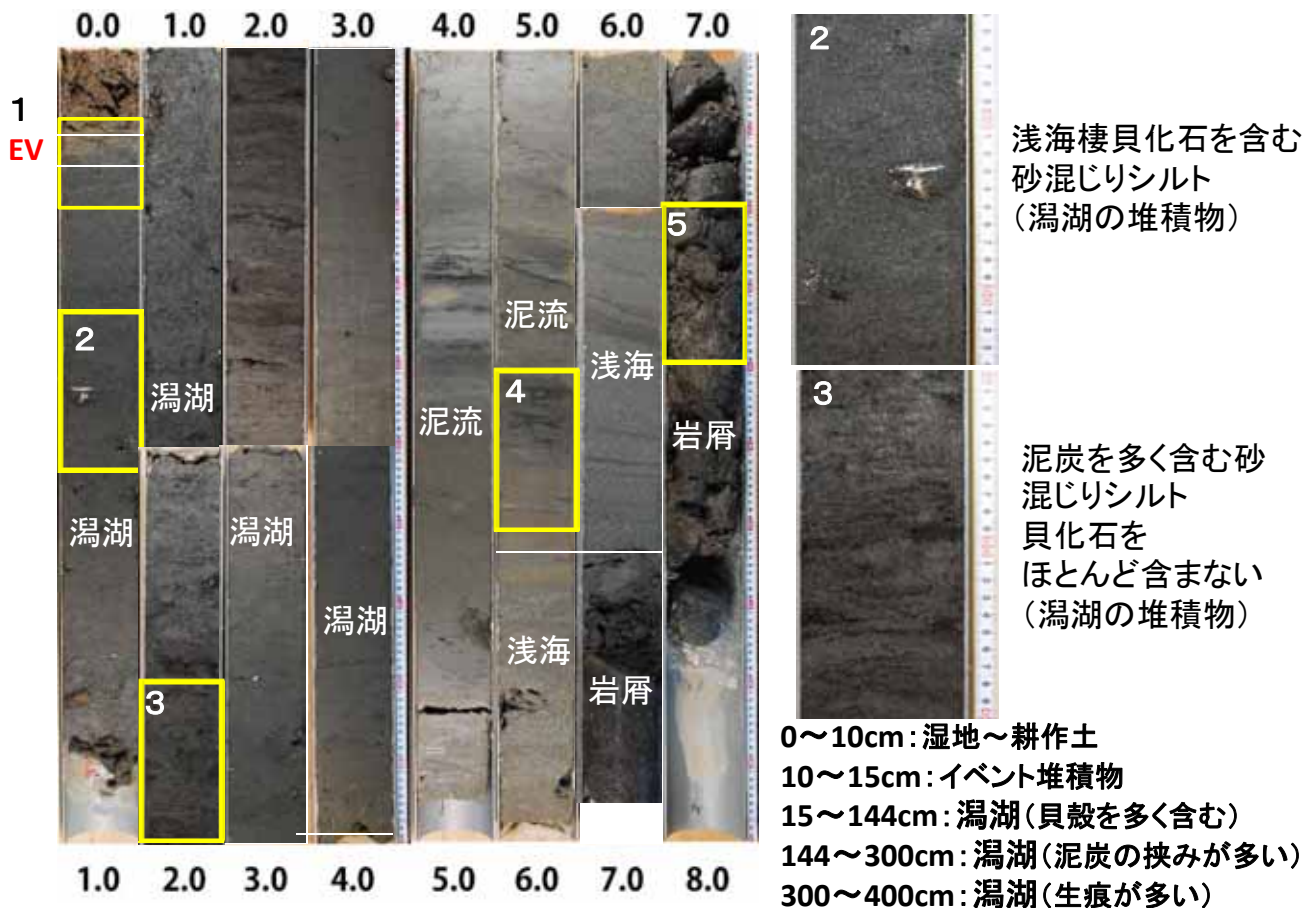 0.0 1.0 2.0 3.0 4.0 5.0 6.0 7.0
1
EV
2
3
4
5
潟湖
潟湖
潟湖
潟湖
泥流
泥流
浅海
浅海
岩屑
岩屑
1.0 2.0 3.0 4.0 5.0 6.0 7.0 8.0
2
浅海棲貝化石を含む
砂混じりシルト
(潟湖の堆積物)
3
泥炭を多く含む砂
混じりシルト
貝化石を
ほとんど含まない
(潟湖の堆積物)
0～10cm：湿地～耕作土
10～15cm：イベント堆積物
15～144cm：潟湖(貝殻を多く含む)
144～300cm：潟湖(泥炭の挟みが多い)
300～400cm：潟湖(生痕が多い)